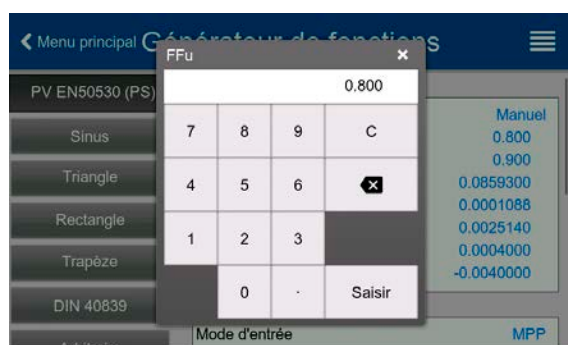 Menu principal Générateur de fonctions
FFu
0.800
PV EN50530 (PS)
Sinus
Triangle
Rectangle
Trapèze
DIN 40839
7 8 9 C
4 5 6
1 2 3
0 . Saisir
Manuel
0.800
0.900
0.0859300
0.0001088
0.0025140
0.0004000
-0.0040000
Mode d'entrée MPP